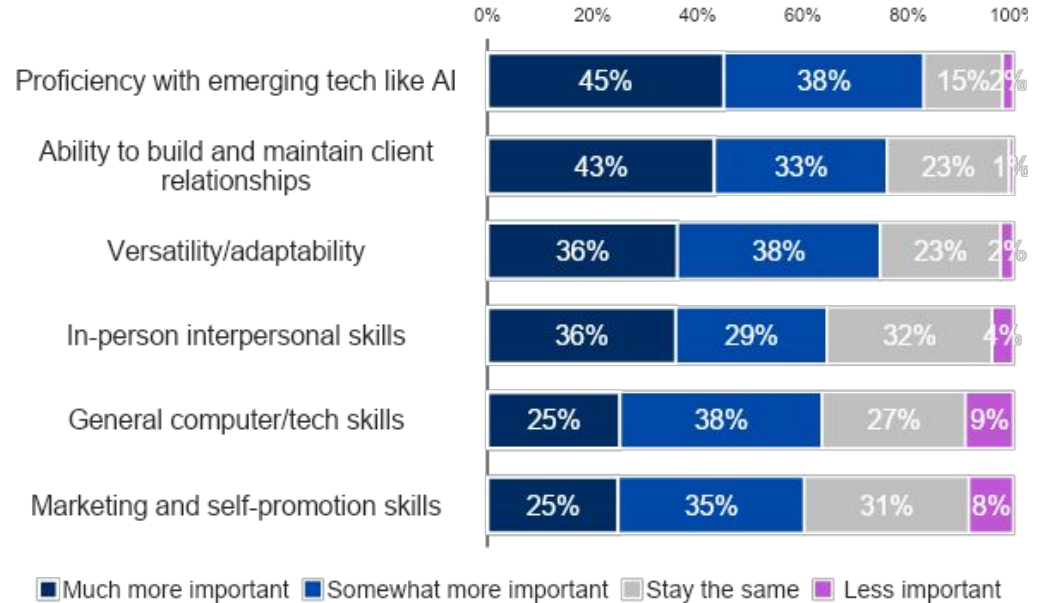 0% 20% 40% 60% 80% 100%
Proficiency with emerging tech like AI 45% 38% 15% 2%
Ability to build and maintain client
relationships 43% 33% 23% 1%
Versatility/adaptability 36% 38% 23% 2%
In-person interpersonal skills 36% 29% 32% 4%
General computer/tech skills 25% 38% 27% 9%
Marketing and self-promotion skills 25% 35% 31% 8%
Much more important Somewhat more important Stay the same Less important